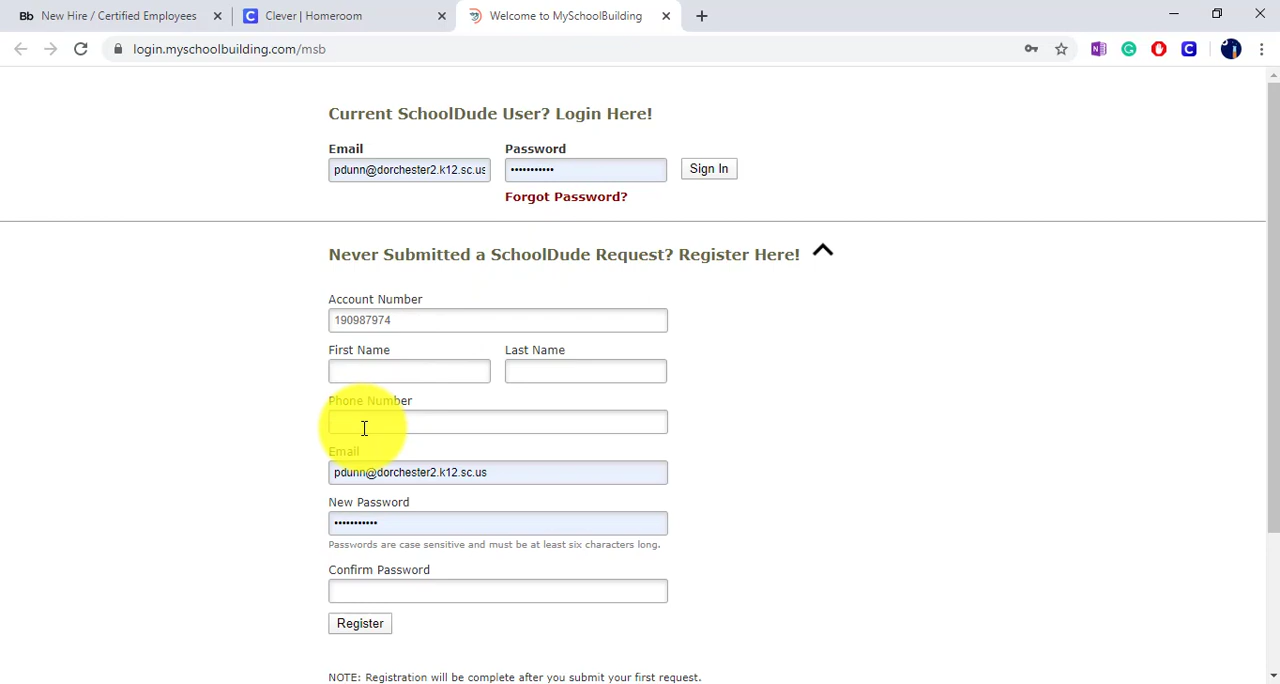 Bb New Hire / Certified Employees
C Clever | Homeroom
Welcome to MySchoolBuilding
login.myschoolbuilding.com/msb
Current SchoolDude User? Login Here!
Email Password
pdunn@dorchester2.k12.sc.us ••••••••••• Sign In
Forgot Password?
Never Submitted a SchoolDude Request? Register Here!
Account Number
190987974
First Name Last Name
Phone Number
Email
pdunn@dorchester2.k12.sc.us
New Password
•••••••••••
Passwords are case sensitive and must be at least six characters long.
Confirm Password
Register
NOTE: Registration will be complete after you submit your first request.